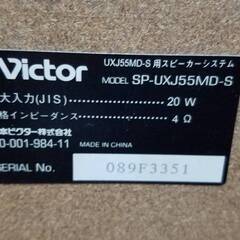 Victor
UXJ55MD-S 用スピーカーシステム
MODEL SP-UXJ55MD-S
大入力(JIS) 20 W
格インピーダンス 4 Ω
本ビクター株式会社
0-001-984-11
MADE IN CHINA
SERIAL No. 089F3351